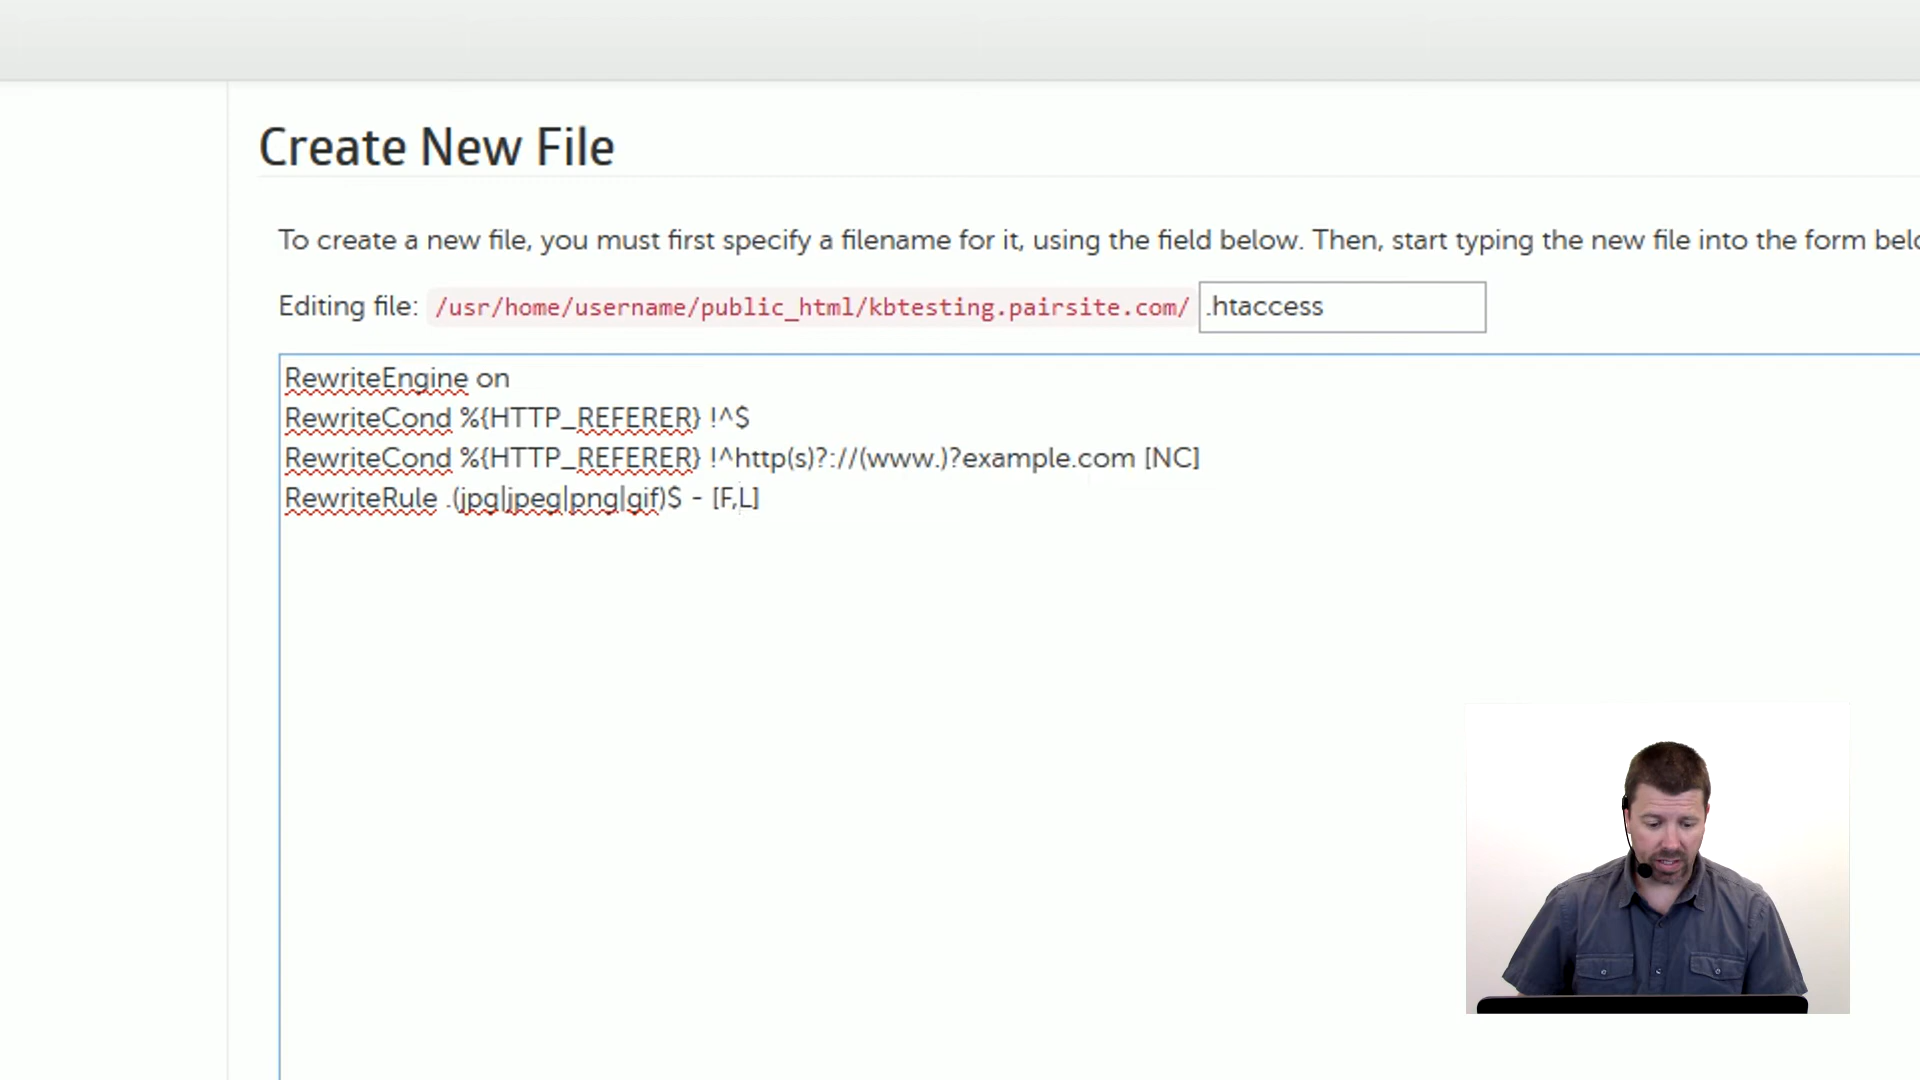 Create New File
To create a new file, you must first specify a filename for it, using the field below. Then, start typing the new file into the form
Editing file: /usr/home/username/public_html/kbtesting.pairsite.com/ .htaccess
RewriteEngine on
RewriteCond %{HTTP_REFERER} !^$
RewriteCond %{HTTP_REFERER} !^http(s)?://(www.)?example.com [NC]
RewriteRule .(jpg|jpeg|png|gif)$ - [F,L]